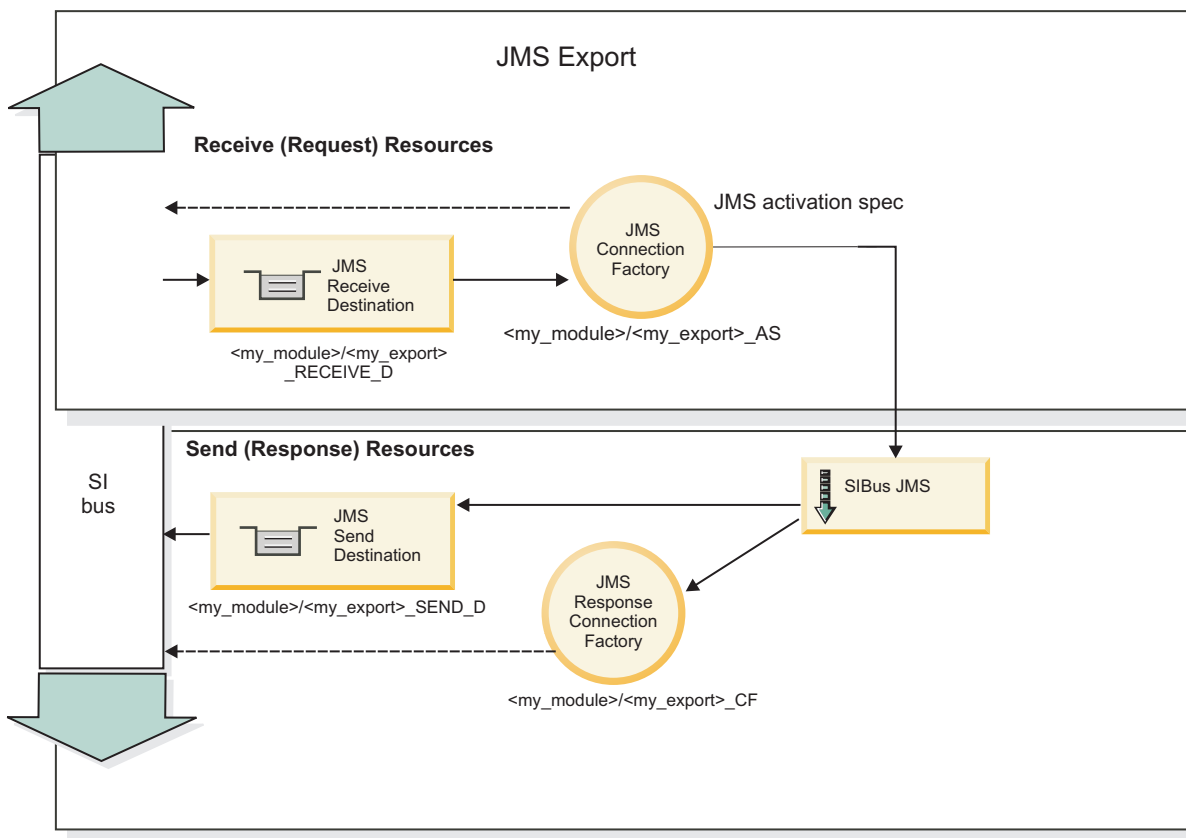 JMS Export
Receive (Request) Resources
JMS activation spec
JMS
Connection
Factory
JMS
Receive
Destination
<my_module>/<my_export>_AS
<my_module>/<my_export>
_RECEIVE_D
Send (Response) Resources
SI
bus
SIBus JMS
JMS
Send
Destination
JMS
Response
Connection
Factory
<my_module>/<my_export>_SEND_D
<my_module>/<my_export>_CF